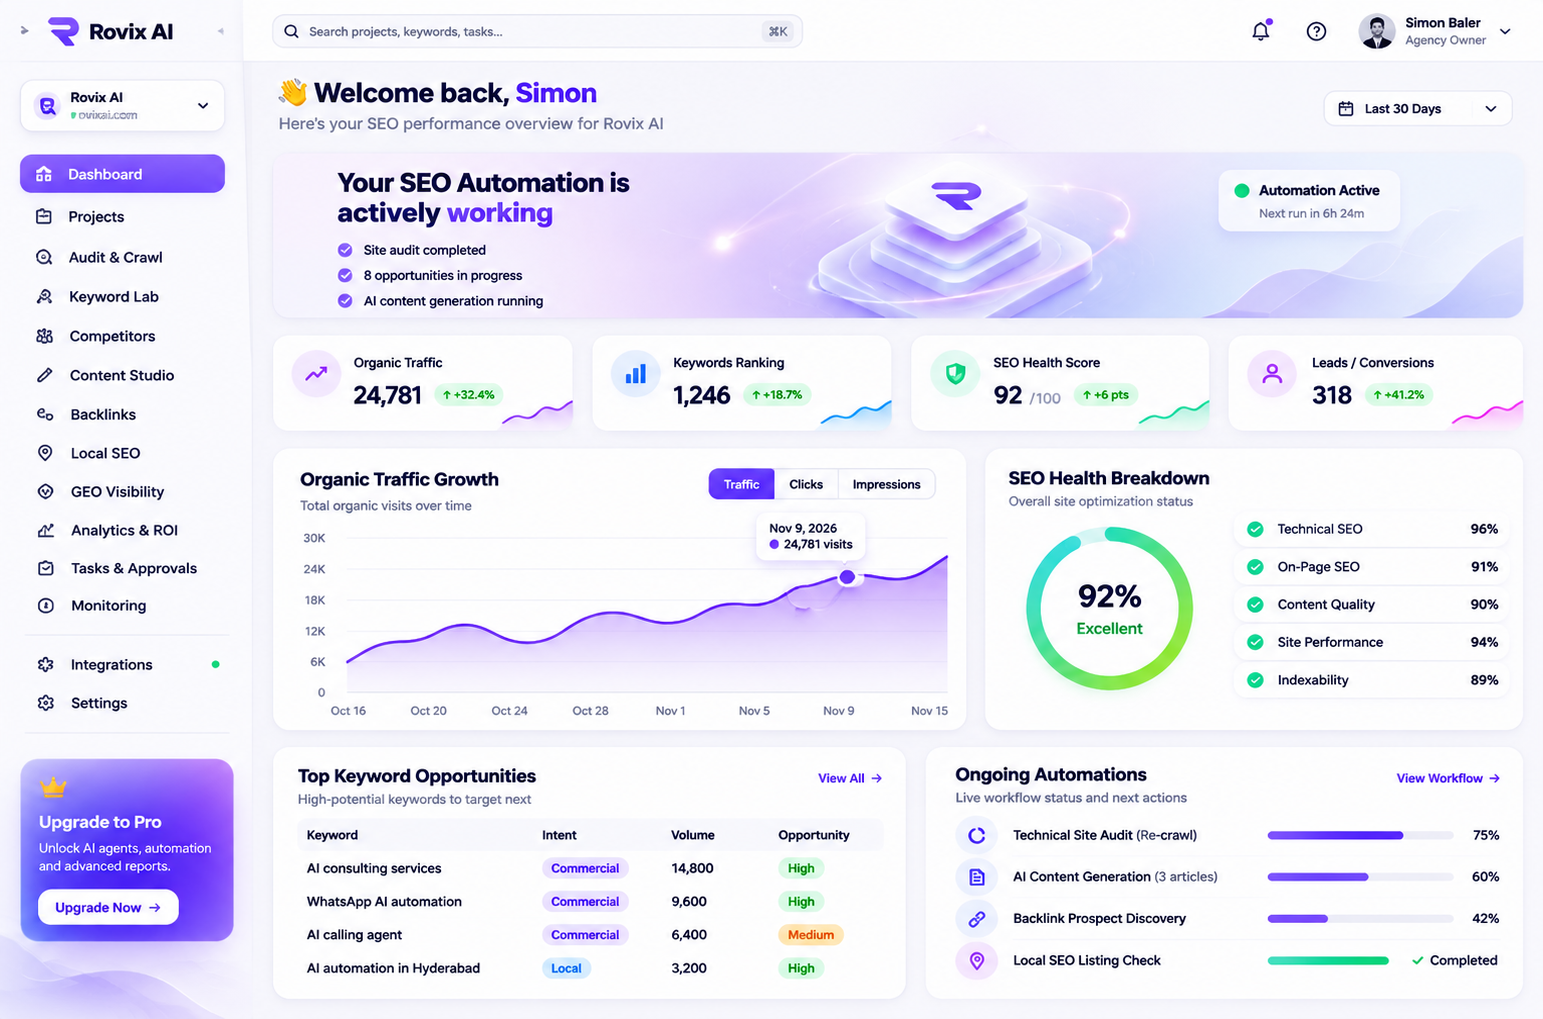 Rovix AI
Search projects, keywords, tasks...
⌘K
Simon Baler
Agency Owner
Rovix AI
rovixai.com
Dashboard
Projects
Audit & Crawl
Keyword Lab
Competitors
Content Studio
Backlinks
Local SEO
GEO Visibility
Analytics & ROI
Tasks & Approvals
Monitoring
Integrations
Settings
Upgrade to Pro
Unlock AI agents, automation
and advanced reports.
Upgrade Now →
👋 Welcome back, Simon
Here's your SEO performance overview for Rovix AI
Last 30 Days
Your SEO Automation is
actively working
Site audit completed
8 opportunities in progress
AI content generation running
Automation Active
Next run in 6h 24m
Organic Traffic
24,781 ↑ +32.4%
Keywords Ranking
1,246 ↑ +18.7%
SEO Health Score
92 /100 ↑ +6 pts
Leads / Conversions
318 ↑ +41.2%
Organic Traffic Growth
Total organic visits over time
Traffic Clicks Impressions
Nov 9, 2026
24,781 visits
30K
24K
18K
12K
6K
0
Oct 16 Oct 20 Oct 24 Oct 28 Nov 1 Nov 5 Nov 9 Nov 15
SEO Health Breakdown
Overall site optimization status
92%
Excellent
Technical SEO 96%
On-Page SEO 91%
Content Quality 90%
Site Performance 94%
Indexability 89%
Top Keyword Opportunities
View All →
High-potential keywords to target next
Keyword Intent Volume Opportunity
AI consulting services Commercial 14,800 High
WhatsApp AI automation Commercial 9,600 High
AI calling agent Commercial 6,400 Medium
AI automation in Hyderabad Local 3,200 High
Ongoing Automations
View Workflow →
Live workflow status and next actions
Technical Site Audit (Re-crawl) 75%
AI Content Generation (3 articles) 60%
Backlink Prospect Discovery 42%
Local SEO Listing Check ✓ Completed